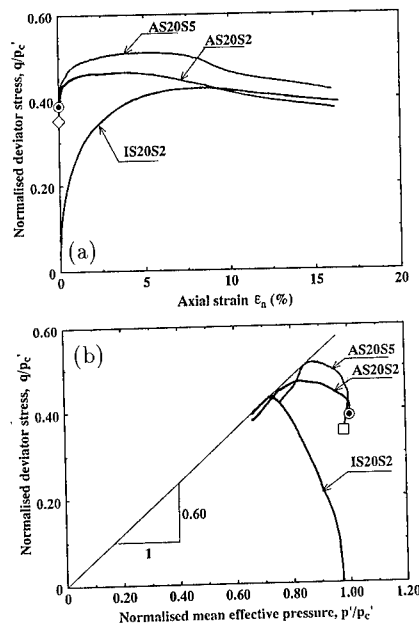 0.60
0.40
0.20
0
Normalised deviator stress, q/pc'
AS20S5
AS20S2
IS20S2
(a)
0 5 10 15 20
Axial strain εn (%)
0.60
0.40
0.20
0
Normalised deviator stress, q/pc'
(b)
AS20S5
AS20S2
IS20S2
0.60
1
0 0.20 0.40 0.60 0.80 1.00 1.20
Normalised mean effective pressure, p'/pc'